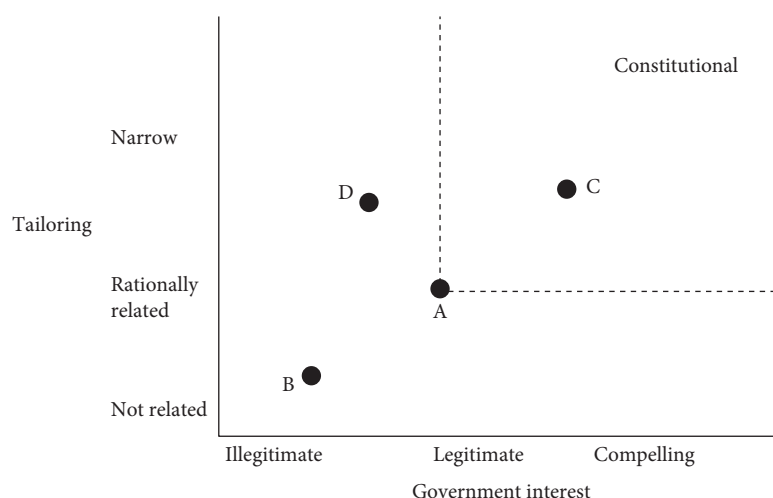 Constitutional
Narrow
D
C
Tailoring
Rationally
related
A
B
Not related
Illegitimate Legitimate Compelling
Government interest